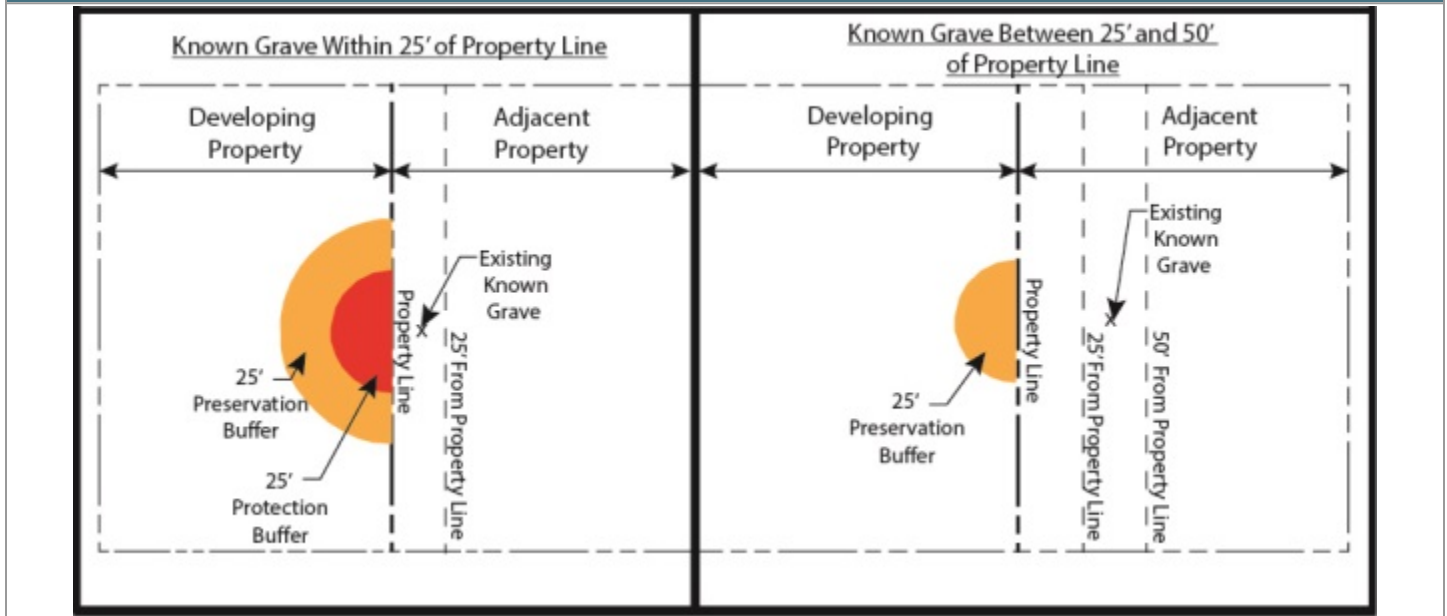 Known Grave Within 25' of Property Line
Developing
Property
Adjacent
Property
Existing
Known
Grave
Property Line
25' From Property Line
25'
Preservation
Buffer
25'
Protection
Buffer
Known Grave Between 25' and 50'
of Property Line
Developing
Property
Adjacent
Property
Existing
Known
Grave
Property Line
25' From Property Line
50' From Property Line
25'
Preservation
Buffer